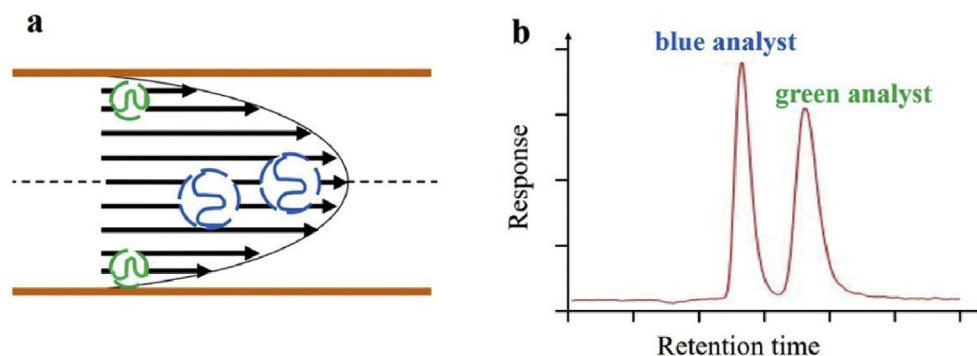 a
b
blue analyst
green analyst
Response
Retention time